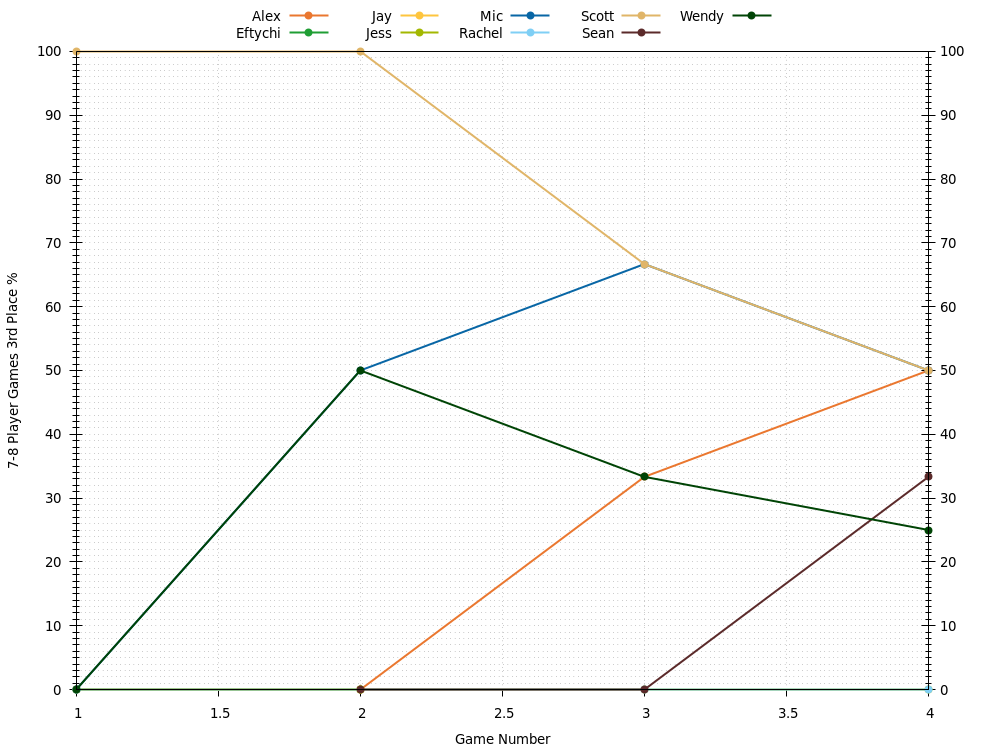 Alex Jay Mic Scott Wendy
Eftychi Jess Rachel Sean
100 100
90 90
80 80
70 70
60 60
50 50
40 40
30 30
20 20
10 10
0 0
7-8 Player Games 3rd Place %
1 1.5 2 2.5 3 3.5 4
Game Number